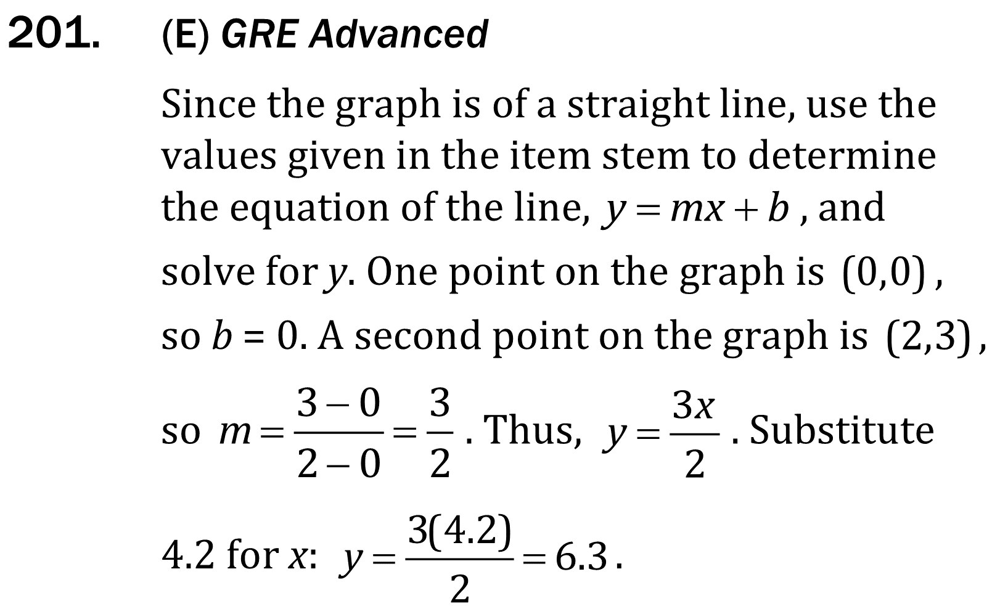 201. (E) GRE Advanced
Since the graph is of a straight line, use the
values given in the item stem to determine
the equation of the line, y = mx + b , and
solve for y. One point on the graph is (0,0) ,
so b = 0. A second point on the graph is (2,3) ,
so m = \frac{3 – 0}{2 – 0} = \frac{3}{2} . Thus, y = \frac{3x}{2} . Substitute
4.2 for x: y = \frac{3(4.2)}{2} = 6.3 .